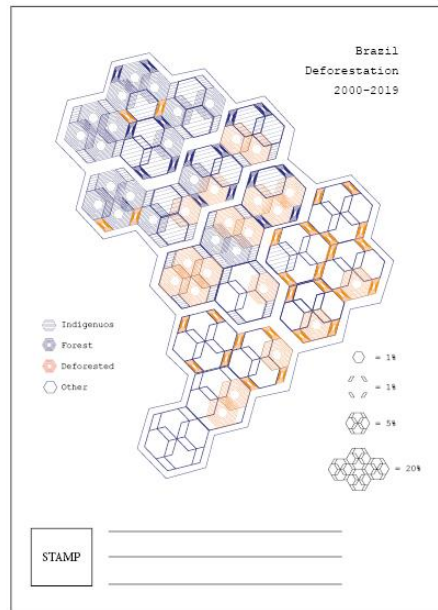 Brazil
Deforestation
2000-2019
Indigenuos
Forest
Deforested
Other
= 1%
= 1%
= 5%
= 20%
STAMP